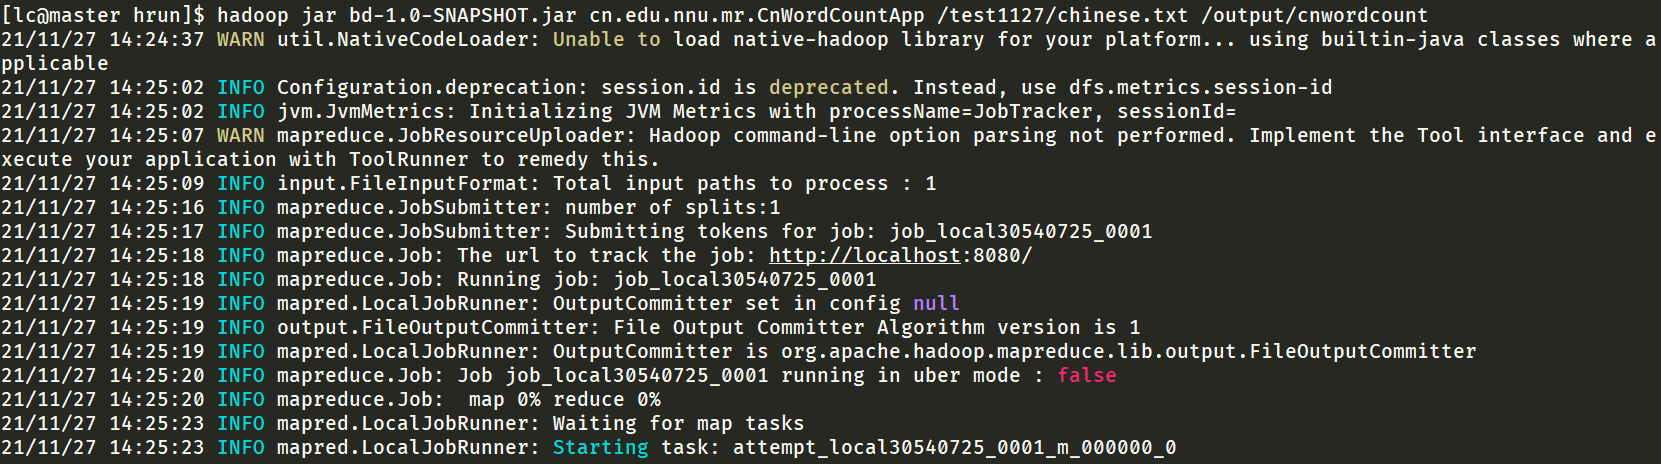 [lc@master hrun]$ hadoop jar bd-1.0-SNAPSHOT.jar cn.edu.nnu.mr.CnWordCountApp /test1127/chinese.txt /output/cnwordcount
21/11/27 14:24:37 WARN util.NativeCodeLoader: Unable to load native-hadoop library for your platform... using builtin-java classes where a
pplicable
21/11/27 14:25:02 INFO Configuration.deprecation: session.id is deprecated. Instead, use dfs.metrics.session-id
21/11/27 14:25:02 INFO jvm.JvmMetrics: Initializing JVM Metrics with processName=JobTracker, sessionId=
21/11/27 14:25:07 WARN mapreduce.JobResourceUploader: Hadoop command-line option parsing not performed. Implement the Tool interface and e
xecute your application with ToolRunner to remedy this.
21/11/27 14:25:09 INFO input.FileInputFormat: Total input paths to process : 1
21/11/27 14:25:16 INFO mapreduce.JobSubmitter: number of splits:1
21/11/27 14:25:17 INFO mapreduce.JobSubmitter: Submitting tokens for job: job_local30540725_0001
21/11/27 14:25:18 INFO mapreduce.Job: The url to track the job: http://localhost:8080/
21/11/27 14:25:18 INFO mapreduce.Job: Running job: job_local30540725_0001
21/11/27 14:25:19 INFO mapred.LocalJobRunner: OutputCommitter set in config null
21/11/27 14:25:19 INFO output.FileOutputCommitter: File Output Committer Algorithm version is 1
21/11/27 14:25:19 INFO mapred.LocalJobRunner: OutputCommitter is org.apache.hadoop.mapreduce.lib.output.FileOutputCommitter
21/11/27 14:25:20 INFO mapreduce.Job: Job job_local30540725_0001 running in uber mode : false
21/11/27 14:25:20 INFO mapreduce.Job:  map 0% reduce 0%
21/11/27 14:25:23 INFO mapred.LocalJobRunner: Waiting for map tasks
21/11/27 14:25:23 INFO mapred.LocalJobRunner: Starting task: attempt_local30540725_0001_m_000000_0